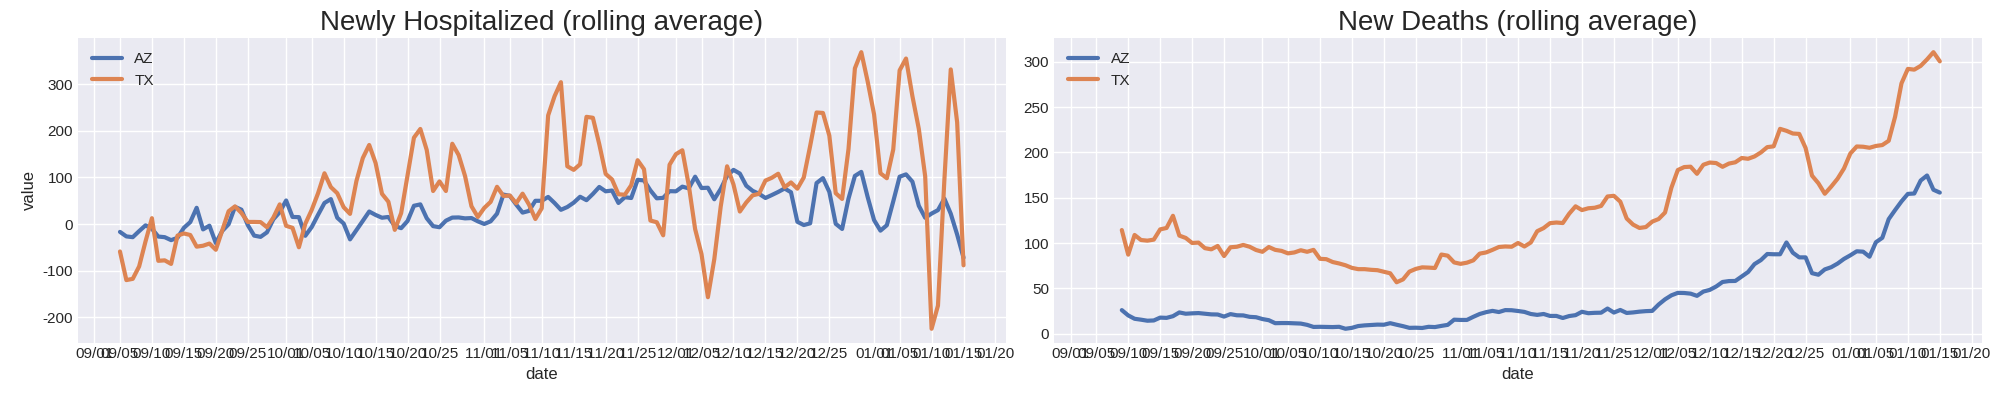 Newly Hospitalized (rolling average)
AZ
TX
value
300
200
100
0
-100
-200
09/01 09/05 09/10 09/15 09/20 09/25 10/01 10/05 10/10 10/15 10/20 10/25 11/01 11/05 11/10 11/15 11/20 11/25 12/01 12/05 12/10 12/15 12/20 12/25 01/01 01/05 01/10 01/15 01/20
date
New Deaths (rolling average)
AZ
TX
300
250
200
150
100
50
0
09/01 09/05 09/10 09/15 09/20 09/25 10/01 10/05 10/10 10/15 10/20 10/25 11/01 11/05 11/10 11/15 11/20 11/25 12/01 12/05 12/10 12/15 12/20 12/25 01/01 01/05 01/10 01/15 01/20
date